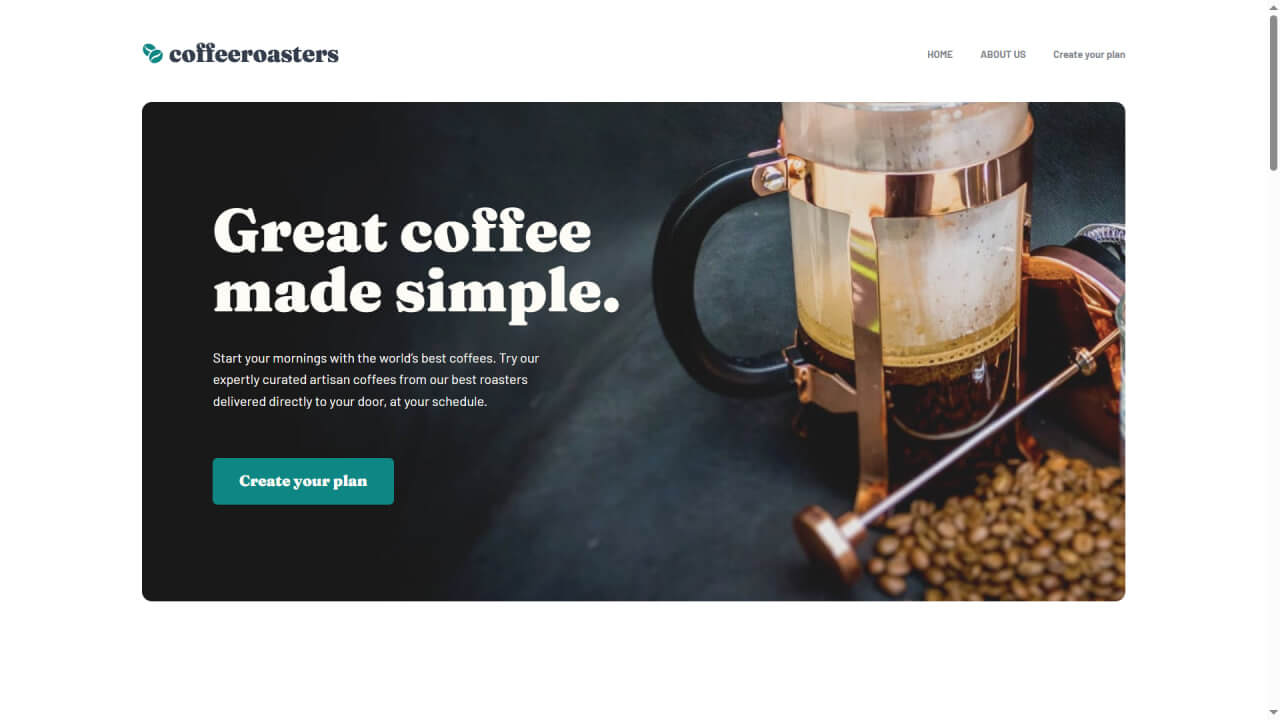 coffeeroasters
HOME
ABOUT US
Create your plan
Great coffee
made simple.
Start your mornings with the world’s best coffees. Try our
expertly curated artisan coffees from our best roasters
delivered directly to your door, at your schedule.
Create your plan